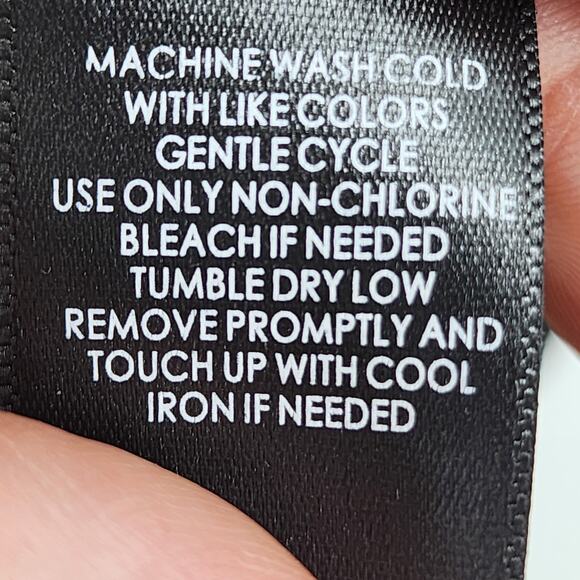 MACHINE WASH COLD
WITH LIKE COLORS
GENTLE CYCLE
USE ONLY NON-CHLORINE
BLEACH IF NEEDED
TUMBLE DRY LOW
REMOVE PROMPTLY AND
TOUCH UP WITH COOL
IRON IF NEEDED